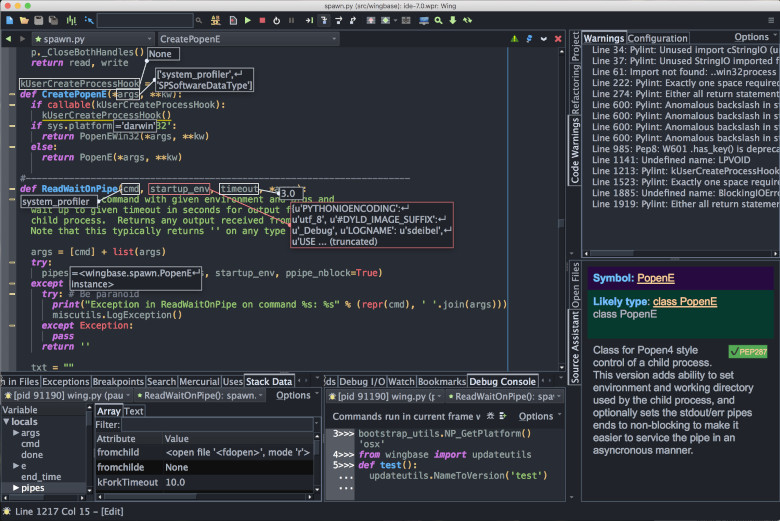 spawn.py (src/wingbase): ide-7.0.wpr: Wing
spawn.py
CreatePopenE
p._CloseBothHandles()
None
return read, write
['system_profiler',↵
'SPSoftwareDataType']
kUserCreateProcessHook =
def CreatePopenE(*args, **kw):
if callable(kUserCreateProcessHook):
kUserCreateProcessHook()
if sys.platform ='darwin' 32':
return PopenEWin32(*args, **kw)
else:
return PopenE(*args, **kw)
def ReadWaitOnPipe(cmd, startup_env, timeout,
3.0
system_profiler
command with given environment and args and
wait up to given timeout in seconds for output f
child process. Returns any output received from
Note that this typically returns '' on any type
{u'PYTHONIOENCODING':↵
u'utf_8', u'#DYLD_IMAGE_SUFFIX':↵
u'_Debug', u'LOGNAME': u'sdeibel',↵
u'USE ... (truncated)
args = [cmd] + list(args)
try:
pipes =<wingbase.spawn.PopenE↵
instance>
s, startup_env, ppipe_nblock=True)
except
try: # Be paranoid
print("Exception in ReadWaitOnPipe on command %s: %s" % (repr(cmd), ' '.join(args)))
miscutils.LogException()
except Exception:
pass
return ''
txt = ""
Warnings
Configuration
Options
Line 34: Pylint: Unused import cStringIO (u
Line 37: Pylint: Unused StringIO imported f
Line 61: Import not found: ..win32process
Line 222: Pylint: Exactly one space required
Line 274: Pylint: Either all return statement
Line 600: Pylint: Anomalous backslash in st
Line 600: Pylint: Anomalous backslash in st
Line 600: Pylint: Anomalous backslash in st
Line 600: Pylint: Anomalous backslash in st
Line 985: Pep8: W601 .has_key() is depreca
Line 1141: Undefined name: LPVOID
Line 1213: Pylint: kUserCreateProcessHook
Line 1523: Pylint: Exactly one space requir
Line 1885: Undefined name: BlockingIOErro
Line 1919: Pylint: Either all return statem
Refactoring
Project
Code Warnings
Open Files
Source Assistant
Symbol: PopenE
Likely type: class PopenE
class PopenE
Class for Popen4 style
control of a child process.
PEP287
This version adds ability to set
environment and working directory
used by the child process, and
optionally sets the stdout/err pipes
ends to non-blocking to make it
easier to service the pipe in an
asyncronous manner.
h in Files
Exceptions
Breakpoints
Search
Mercurial
Uses
Stack Data
[pid 91190] wing.py (pau
ReadWaitOnPipe(): spawn.
Options
Variable
locals
args
cmd
done
e
end_time
pipes
Array
Text
Filter:
Attribute
Value
fromchild
<open file '<fdopen>', mode 'r'>
fromchilde
None
kForkTimeout
10.0
ds
Debug I/O
Watch
Bookmarks
Debug Console
[pid 91190] wing.py (p
ReadWaitOnPipe(): s
Commands run in current frame w
Options
3>>> bootstrap_utils.NP_GetPlatform()
'osx'
4>>> from wingbase import updateutils
5>>> def test():
... updateutils.NameToVersion('test')
...
Line 1217 Col 15 - [Edit]